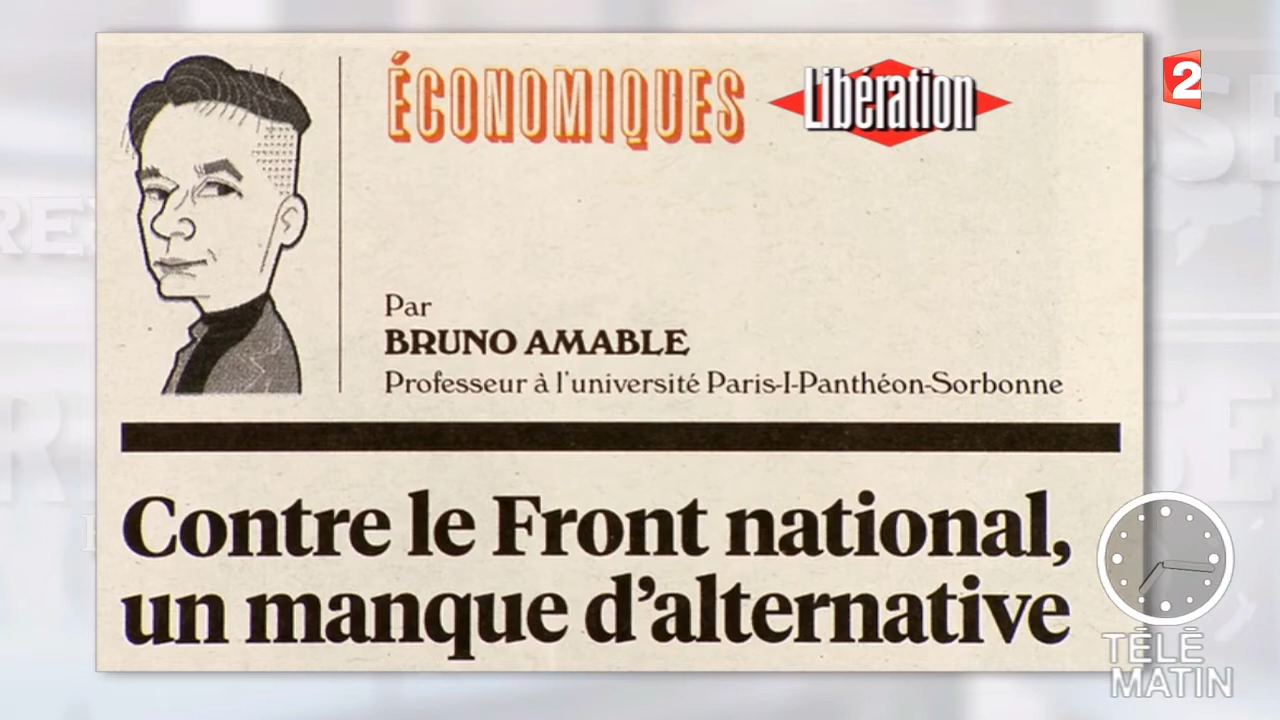 ÉCONOMIQUES
Libération
2
Par
BRUNO AMABLE
Professeur à l'université Paris-I-Panthéon-Sorbonne
Contre le Front national,
un manque d'alternative
TÉLÉ
MATIN